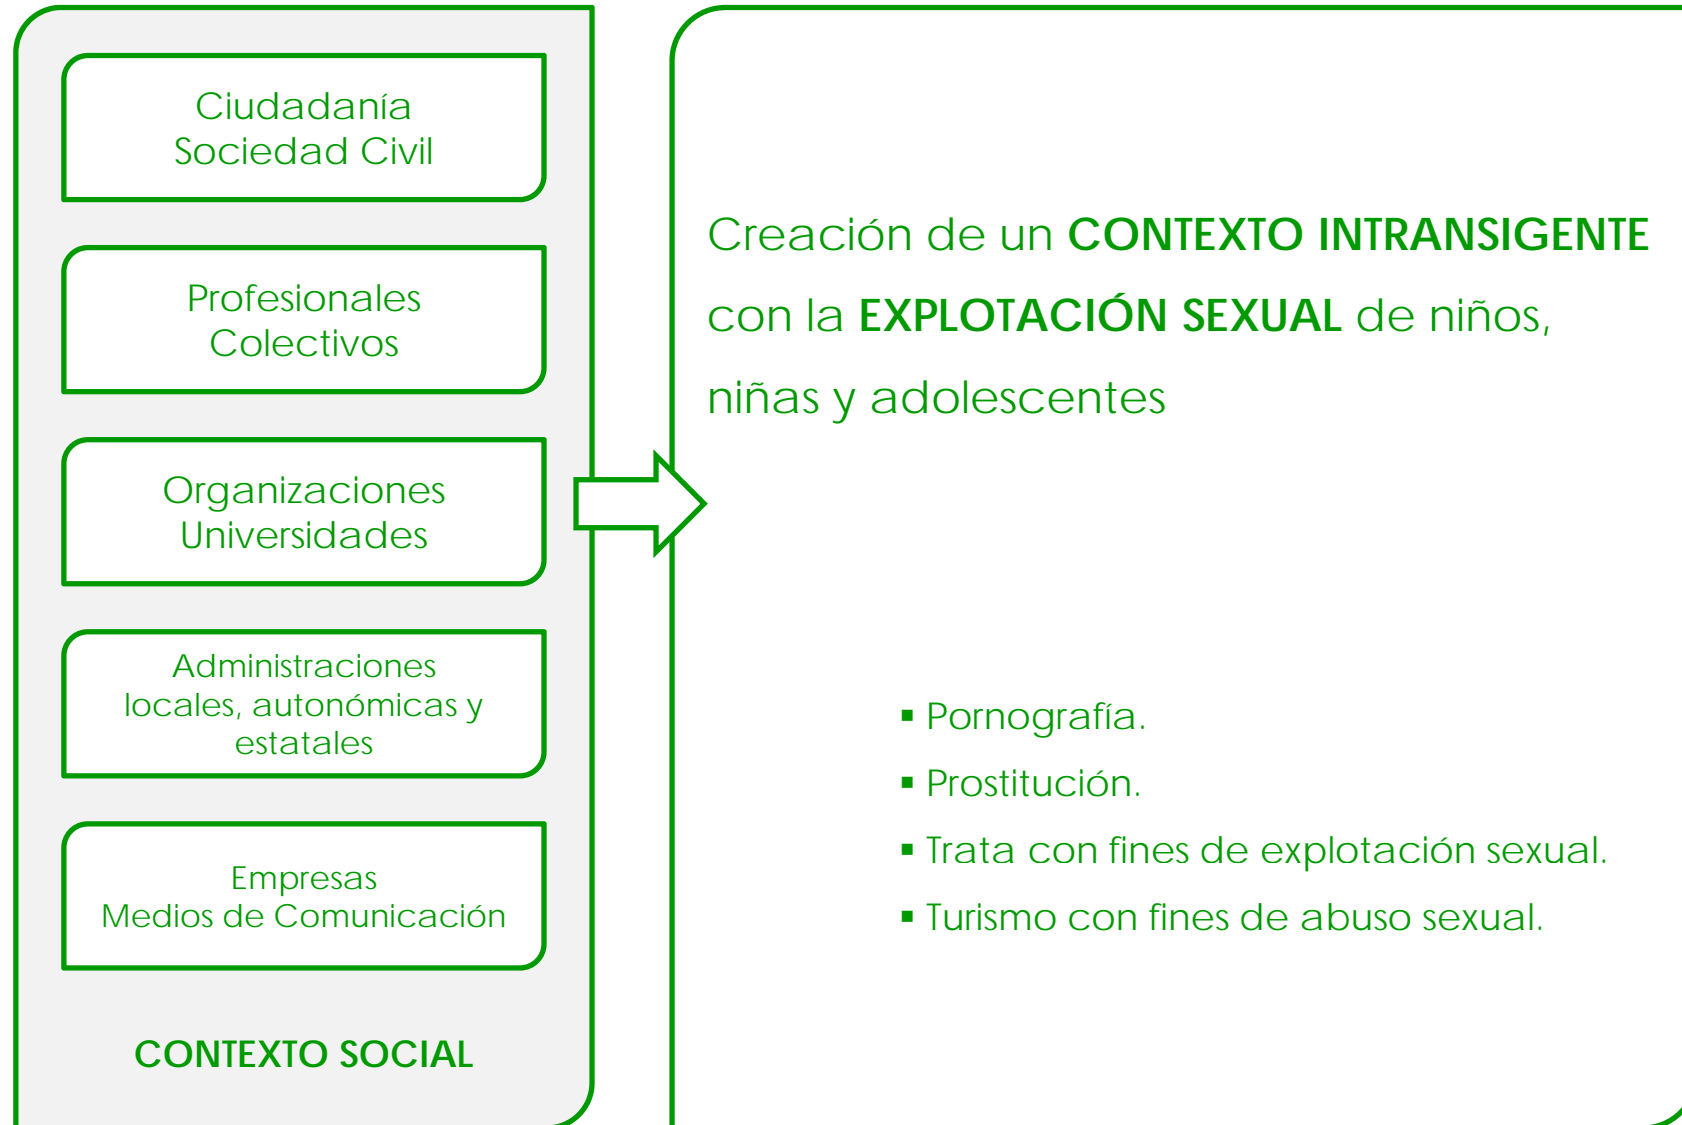 Ciudadanía
Sociedad Civil
Profesionales
Colectivos
Organizaciones
Universidades
Administraciones
locales, autonómicas y
estatales
Empresas
Medios de Comunicación
CONTEXTO SOCIAL
Creación de un CONTEXTO INTRANSIGENTE
con la EXPLOTACIÓN SEXUAL de niños,
niñas y adolescentes
▪ Pornografía.
▪ Prostitución.
▪ Trata con fines de explotación sexual.
▪ Turismo con fines de abuso sexual.